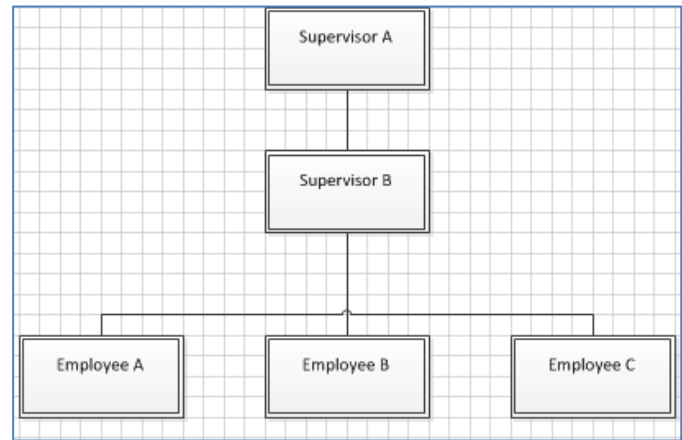 Supervisor A
Supervisor B
Employee A
Employee B
Employee C